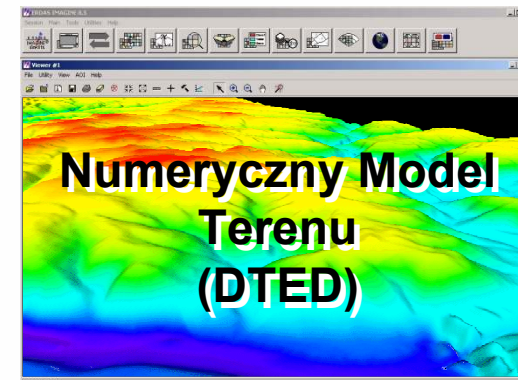 ERDAS IMAGINE 8.5
Session Main Tools Utilities Help
Viewer #1
File Utility View AOI Help
Numeryczny Model
Terenu
(DTED)